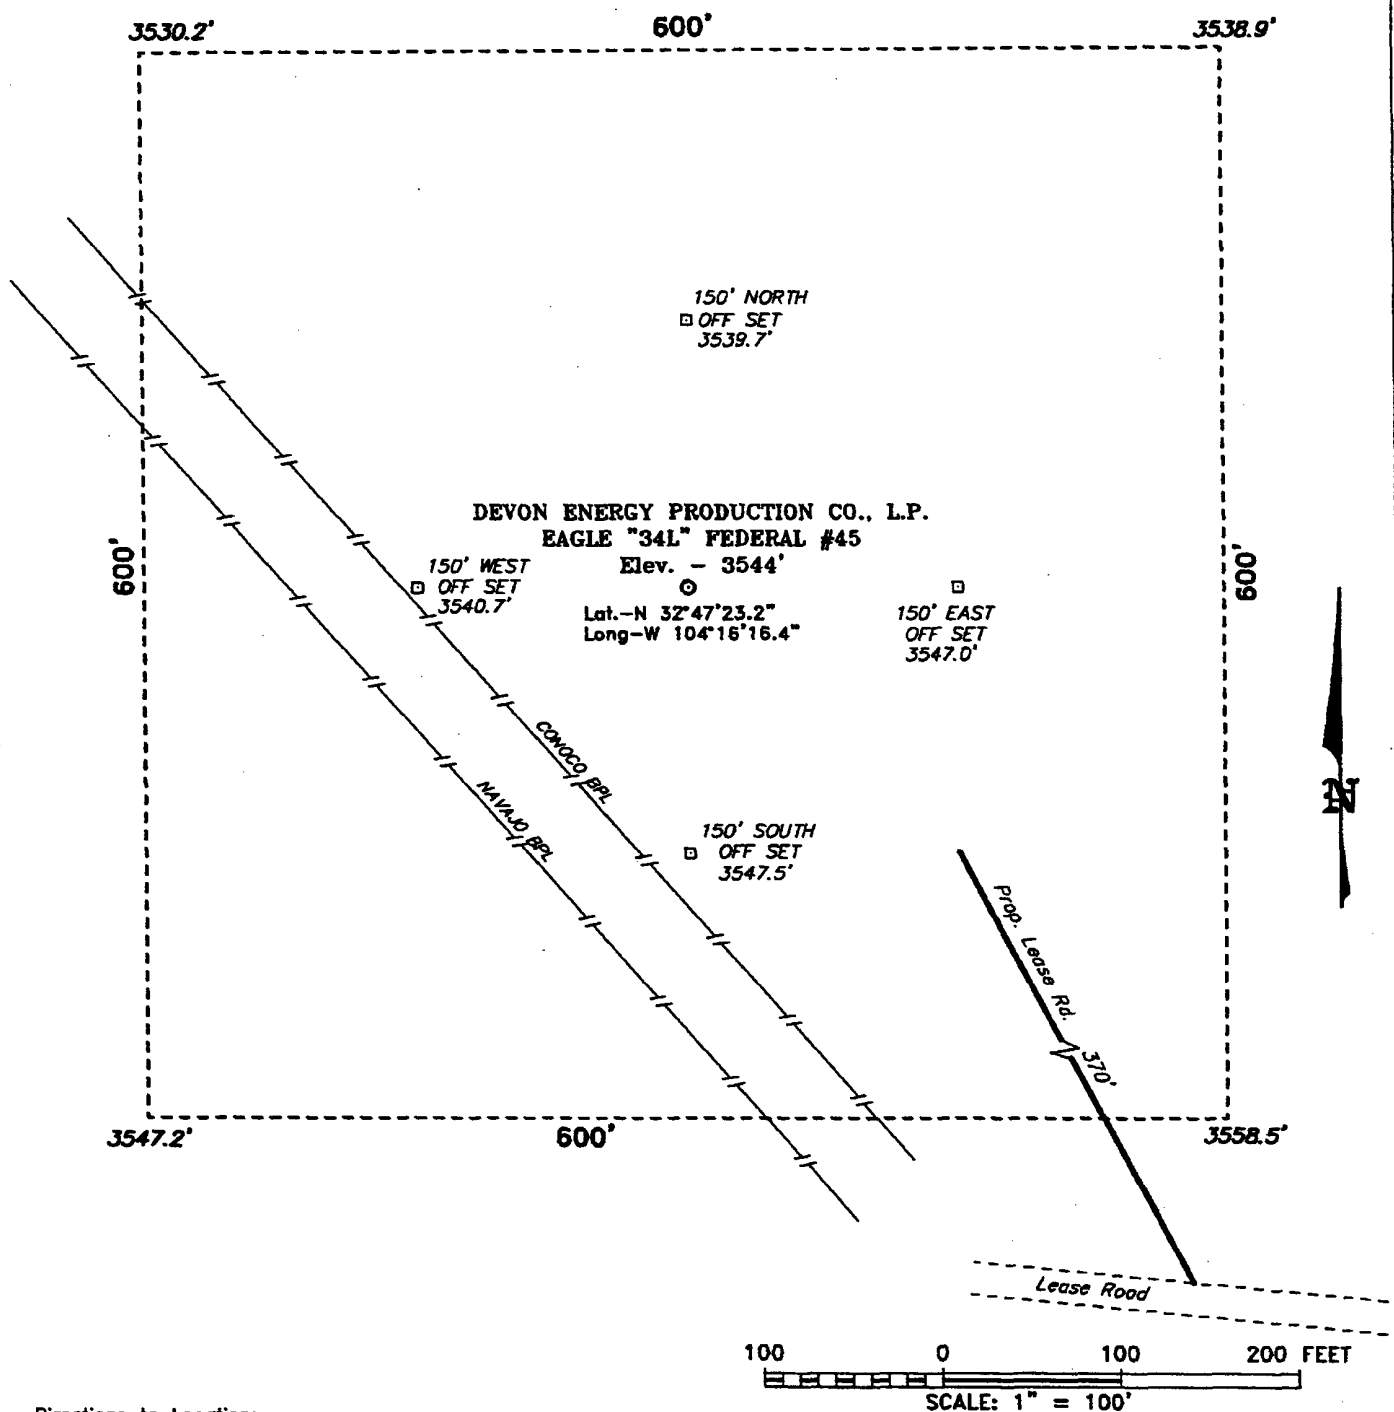 3530.2'
600'
3538.9'
150' NORTH
OFF SET
3539.7'
DEVON ENERGY PRODUCTION CO., L.P.
EAGLE "34L" FEDERAL #45
Elev. - 3544'
Lat.-N 32°47'23.2"
Long-W 104°16'16.4"
600'
150' WEST
OFF SET
3540.7'
150' EAST
OFF SET
3547.0'
600'
CONOCO BPL
NAVAJO BPL
150' SOUTH
OFF SET
3547.5'
N
Prop. Lease Rd.
370'
3547.2'
600'
3558.5'
Lease Road
100 0 100 200 FEET
SCALE: 1" = 100'